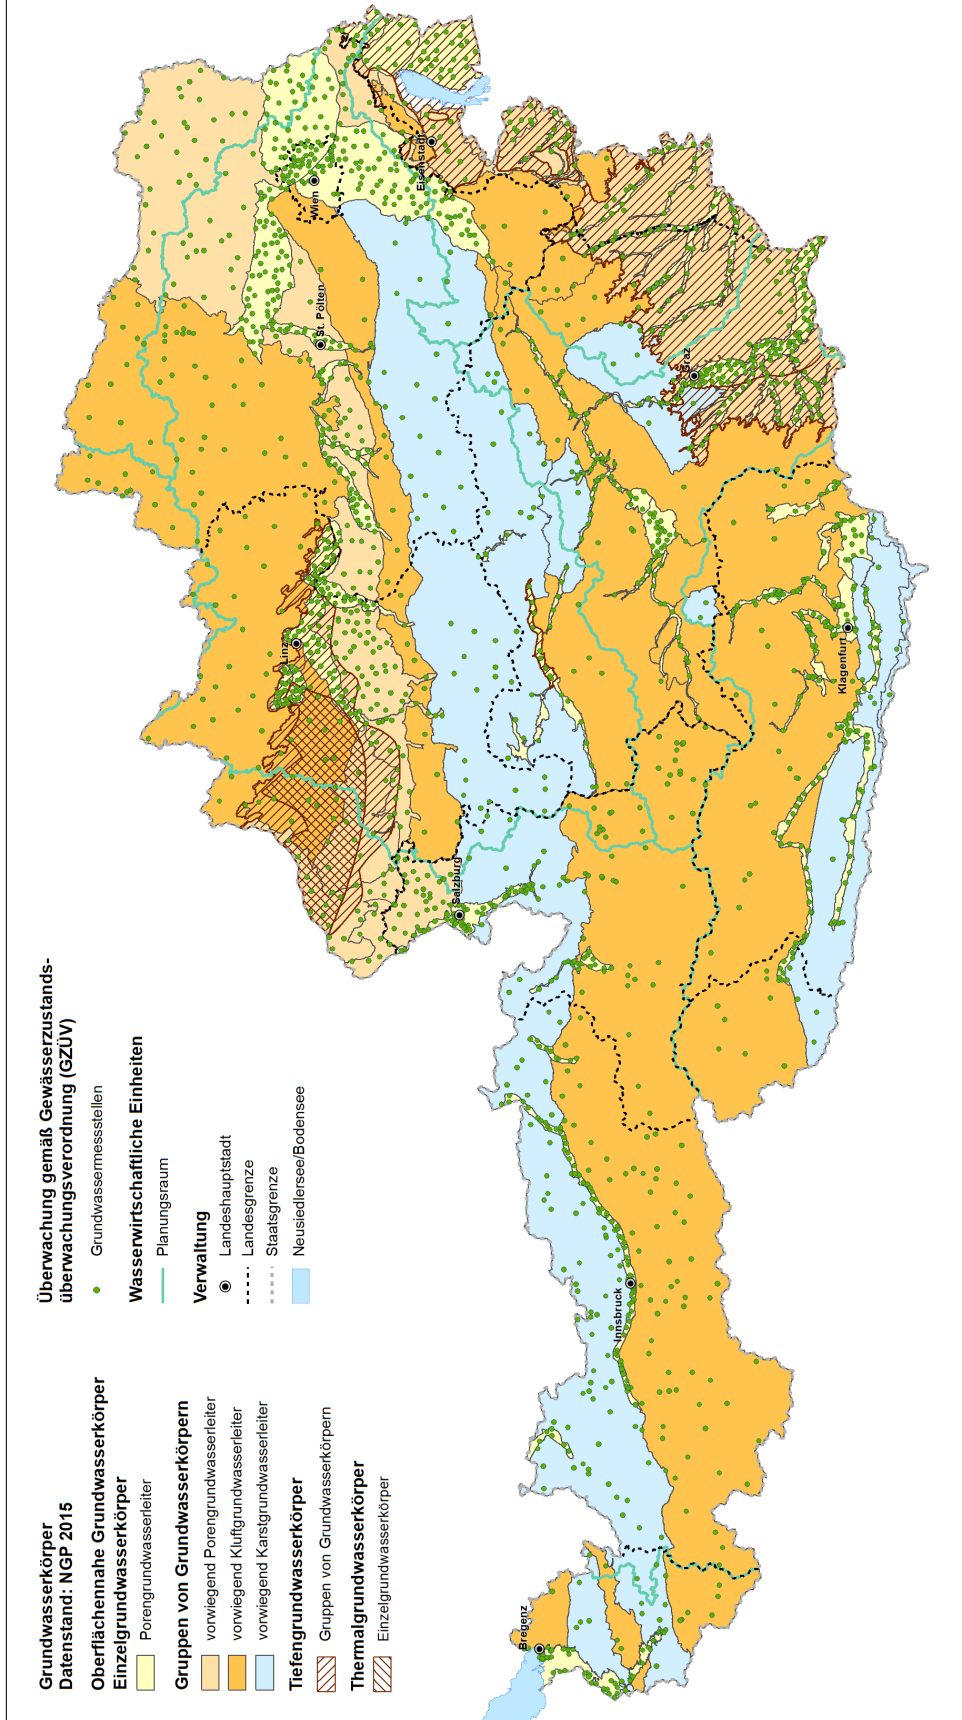 Grundwasserkörper
Datenstand: NGP 2015
Oberflächennahe Grundwasserkörper
Einzelgrundwasserkörper
Porengrundwasserleiter
Gruppen von Grundwasserkörpern
vorwiegend Porengrundwasserleiter
vorwiegend Kluftgrundwasserleiter
vorwiegend Karstgrundwasserleiter
Tiefengrundwasserkörper
Gruppen von Grundwasserkörpern
Thermalgrundwasserkörper
Einzelgrundwasserkörper
Überwachung gemäß Gewässerzustands-
überwachungsverordnung (GZÜV)
Grundwassermessstellen
Wasserwirtschaftliche Einheiten
Planungsraum
Verwaltung
Landeshauptstadt
Landesgrenze
Staatsgrenze
Neusiedlersee/Bodensee
Bregenz
Innsbruck
Salzburg
Linz
St. Pölten
Wien
Eisenstadt
Graz
Klagenfurt